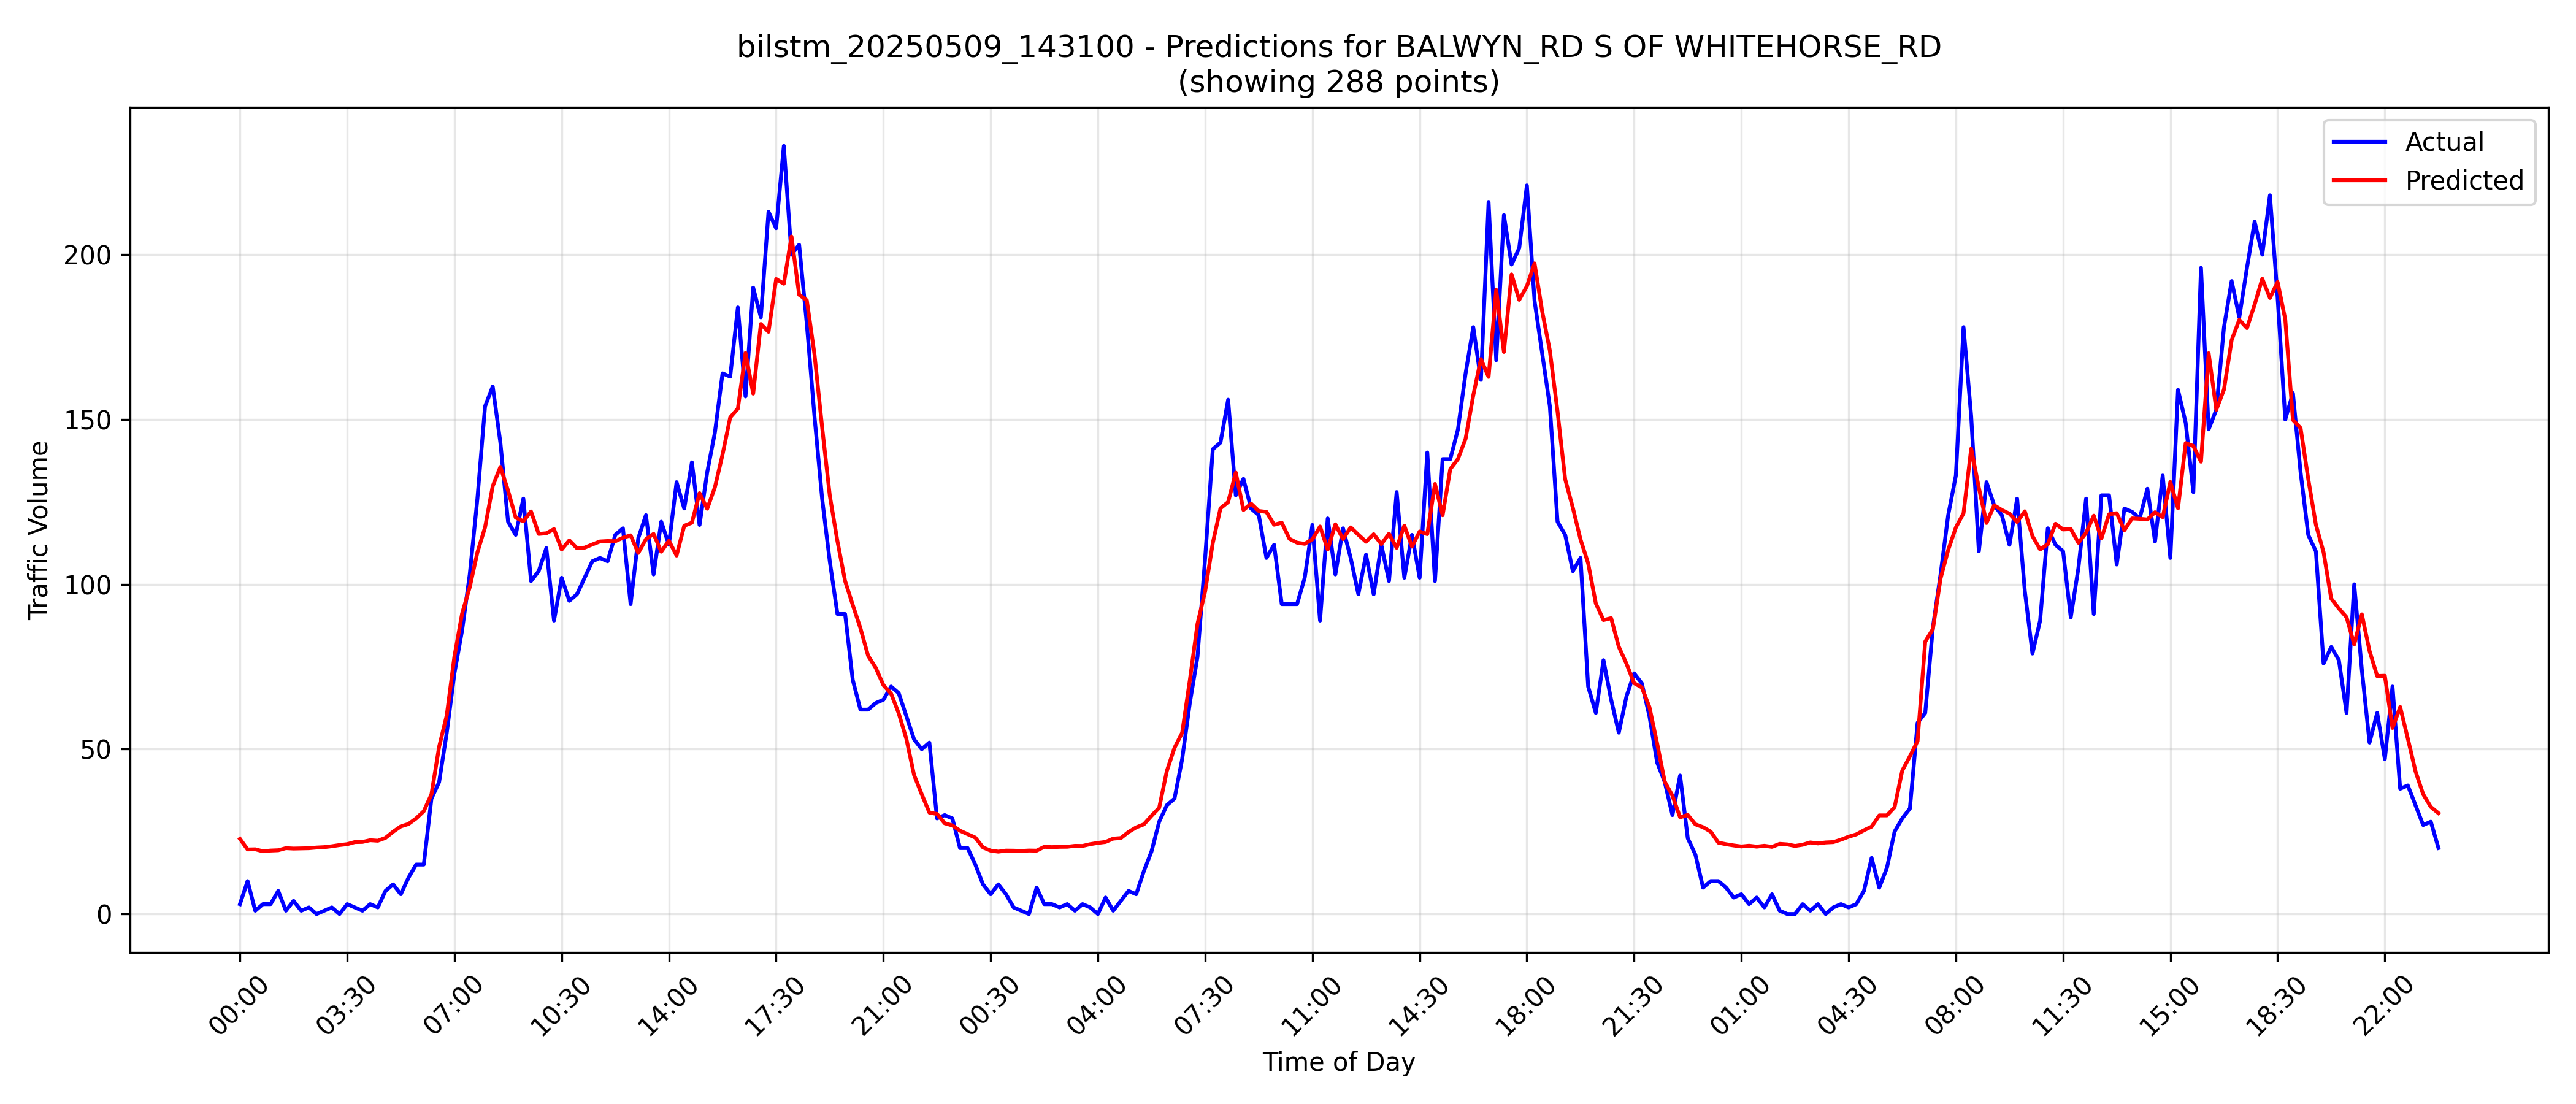 bilstm_20250509_143100 - Predictions for BALWYN_RD S OF WHITEHORSE_RD
(showing 288 points)
Actual
Predicted
Traffic Volume
200
150
100
50
0
00:00 03:30 07:00 10:30 14:00 17:30 21:00 00:30 04:00 07:30 11:00 14:30 18:00 21:30 01:00 04:30 08:00 11:30 15:00 18:30 22:00
Time of Day